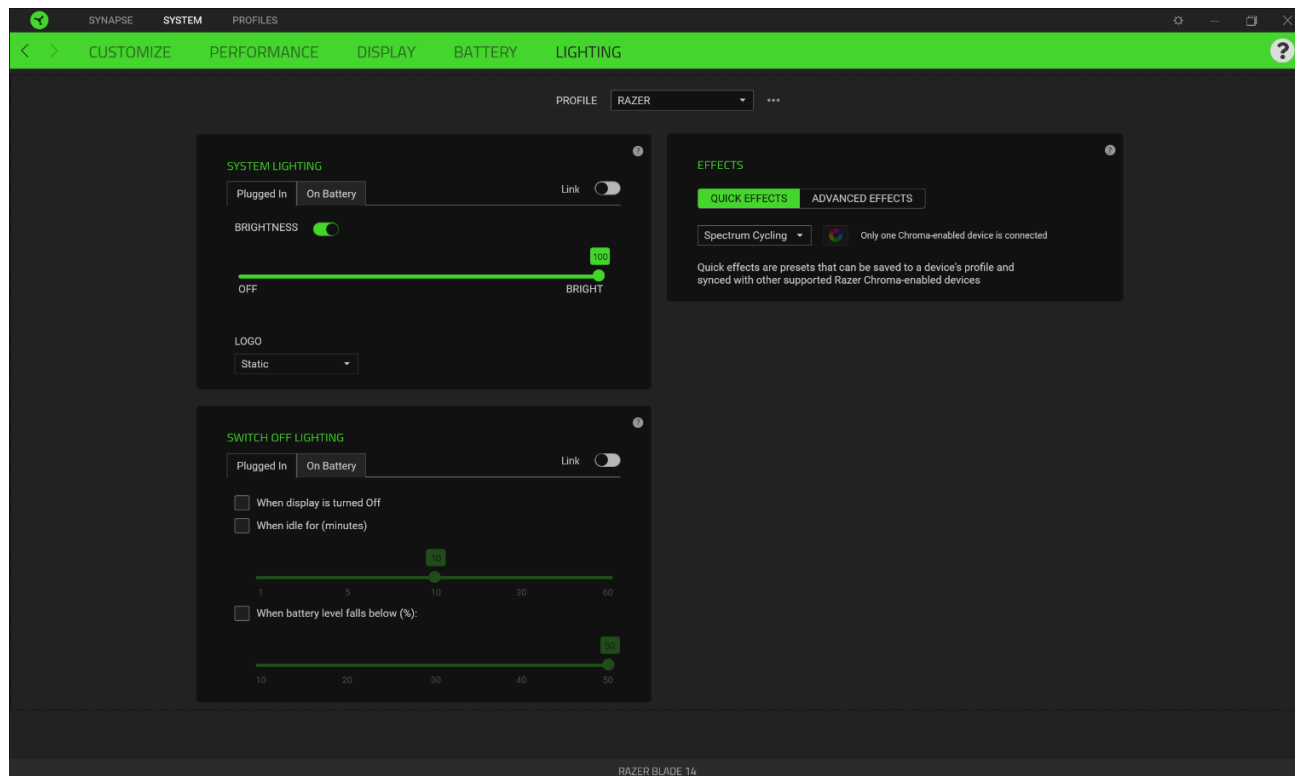 SYNAPSE SYSTEM PROFILES
CUSTOMIZE PERFORMANCE DISPLAY BATTERY LIGHTING ?
PROFILE RAZER
SYSTEM LIGHTING
Plugged In On Battery Link
BRIGHTNESS
100
OFF BRIGHT
LOGO
Static
EFFECTS
QUICK EFFECTS ADVANCED EFFECTS
Spectrum Cycling Only one Chroma-enabled device is connected
Quick effects are presets that can be saved to a device's profile and
synced with other supported Razer Chroma-enabled devices
SWITCH OFF LIGHTING
Plugged In On Battery Link
When display is turned Off
When idle for (minutes)
10
1 5 10 30 60
When battery level falls below (%):
50
10 20 30 40 50
RAZER BLADE 14